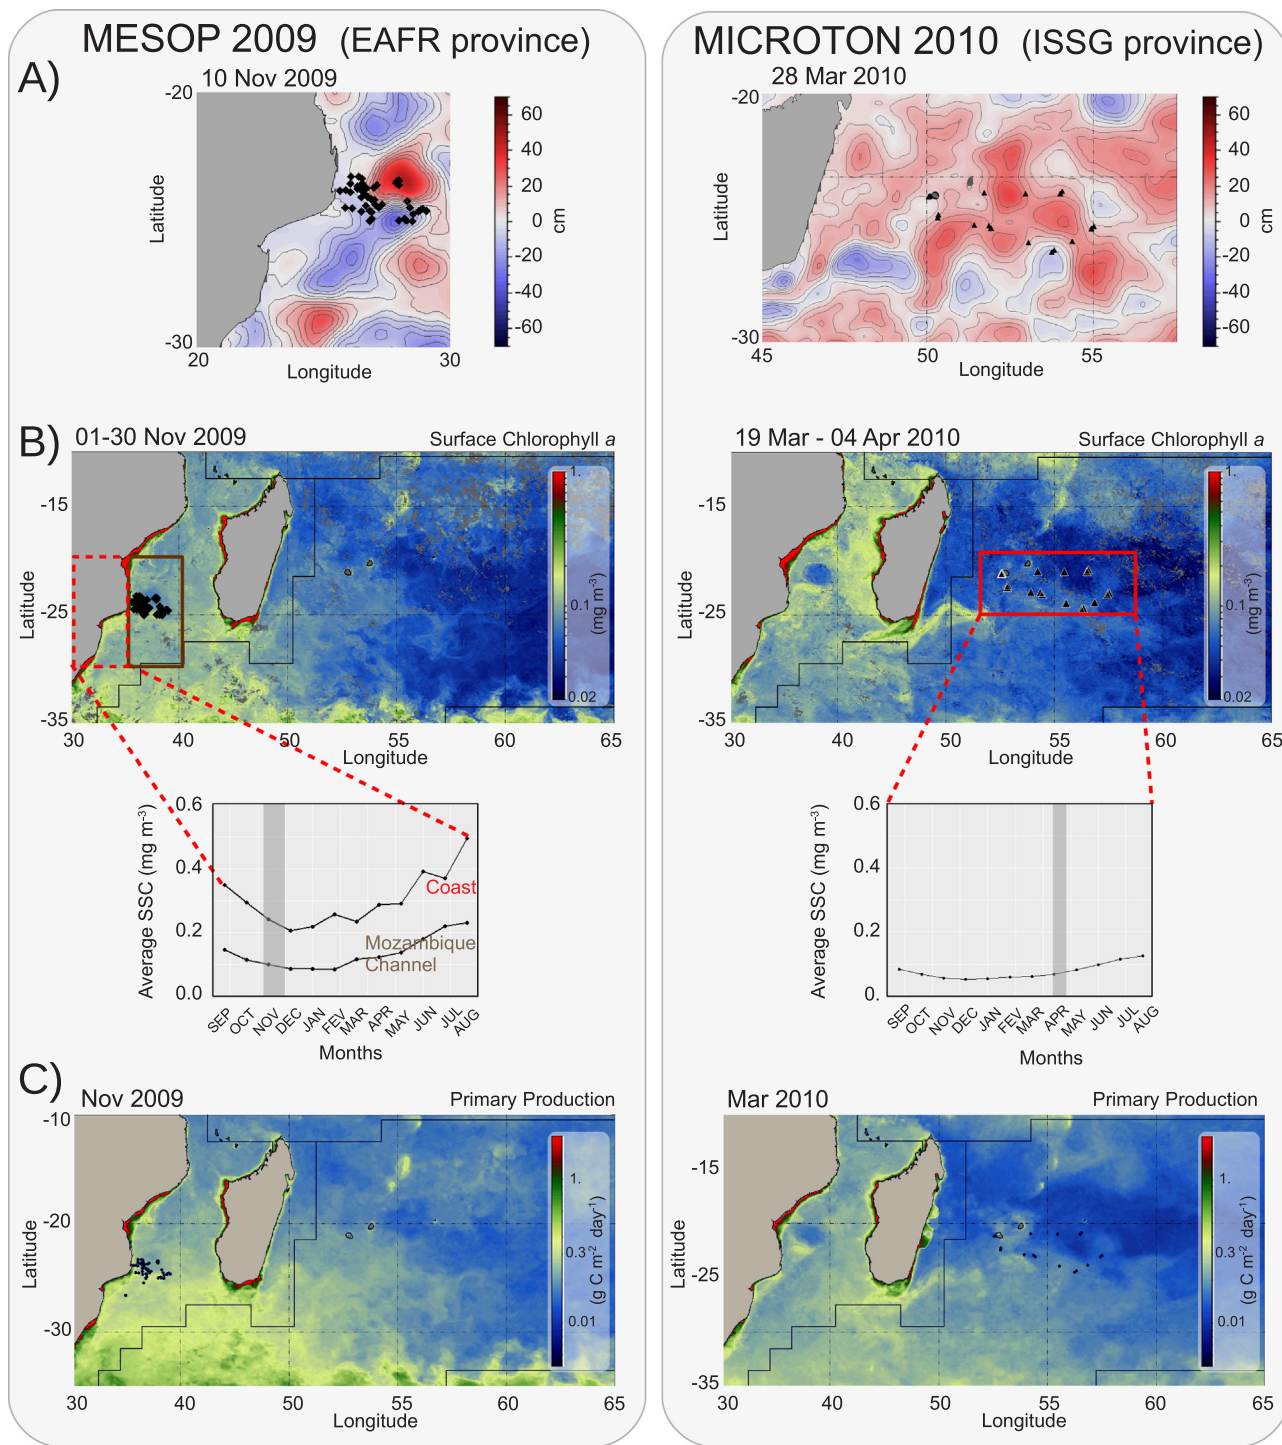 MESOP 2009 (EAFR province)
A)
10 Nov 2009
-20
-30
20
30
Latitude
Longitude
60
40
20
0
-20
-40
-60
cm
MICROTON 2010 (ISSG province)
28 Mar 2010
-20
-30
45
50
55
Latitude
Longitude
60
40
20
0
-20
-40
-60
cm
B)
01-30 Nov 2009
Surface Chlorophyll a
-15
-25
-35
30
40
50
55
65
Latitude
Longitude
1.
0.1
0.02
(mg m-3)
19 Mar - 04 Apr 2010
Surface Chlorophyll a
-15
-25
-35
30
40
50
55
60
65
Latitude
Longitude
1.
0.1
0.02
(mg m-3)
Average SSC (mg m-3)
0.6
0.4
0.2
0.0
Coast
Mozambique
Channel
SEP
OCT
NOV
DEC
JAN
FEV
MAR
APR
MAY
JUN
JUL
AUG
Months
Average SSC (mg m-3)
0.6
0.4
0.2
0.
SEP
OCT
NOV
DEC
JAN
FEV
MAR
APR
MAY
JUN
JUL
AUG
Months
C)
Nov 2009
Primary Production
-10
-20
-30
30
40
50
55
60
65
Latitude
Longitude
1.
0.3
0.01
(g C m-2 day-1)
Mar 2010
Primary Production
-15
-25
-35
30
40
50
55
60
65
Latitude
Longitude
1.
0.3
0.01
(g C m-2 day-1)